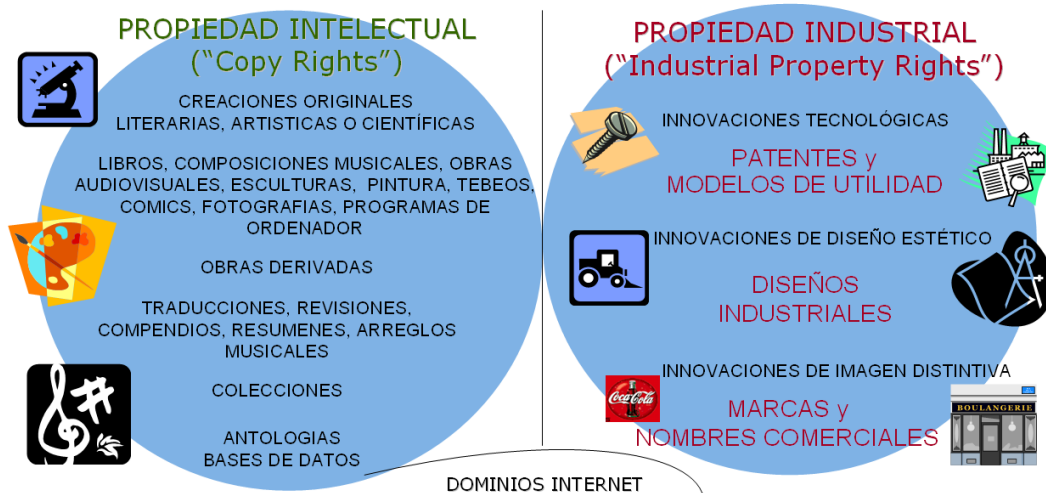 PROPIEDAD INTELECTUAL
("Copy Rights")
CREACIONES ORIGINALES
LITERARIAS, ARTISTICAS O CIENTÍFICAS
LIBROS, COMPOSICIONES MUSICALES, OBRAS
AUDIOVISUALES, ESCULTURAS, PINTURA, TEBEOS,
COMICS, FOTOGRAFIAS, PROGRAMAS DE
ORDENADOR
OBRAS DERIVADAS
TRADUCCIONES, REVISIONES,
COMPENDIOS, RESUMENES, ARREGLOS
MUSICALES
COLECCIONES
ANTOLOGIAS
BASES DE DATOS
PROPIEDAD INDUSTRIAL
("Industrial Property Rights")
INNOVACIONES TECNOLÓGICAS
PATENTES y
MODELOS DE UTILIDAD
INNOVACIONES DE DISEÑO ESTÉTICO
DISEÑOS
INDUSTRIALES
INNOVACIONES DE IMAGEN DISTINTIVA
Coca-Cola
MARCAS y
NOMBRES COMERCIALES
BOULANGERIE
DOMINIOS INTERNET